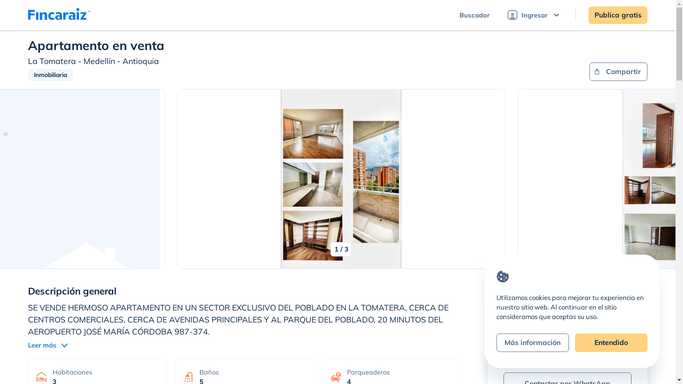 Fincaraiz
Buscador
Ingresar
Publica gratis
Apartamento en venta
La Tomatera - Medellín - Antioquia
Inmobiliaria
Compartir
1 / 3
Descripción general
SE VENDE HERMOSO APARTAMENTO EN UN SECTOR EXCLUSIVO DEL POBLADO EN LA TOMATERA, CERCA DE
CENTROS COMERCIALES, CERCA DE AVENIDAS PRINCIPALES Y AL PARQUE DEL POBLADO, 20 MINUTOS DEL
AEROPUERTO JOSÉ MARÍA CÓRDOBA 987-374.
Leer más
Habitaciones
3
Baños
5
Parqueaderos
4
Utilizamos cookies para mejorar tu experiencia en
nuestro sitio web. Al continuar en el sitio
consideramos que aceptas su uso.
Más información
Entendido
Contactar por WhatsApp